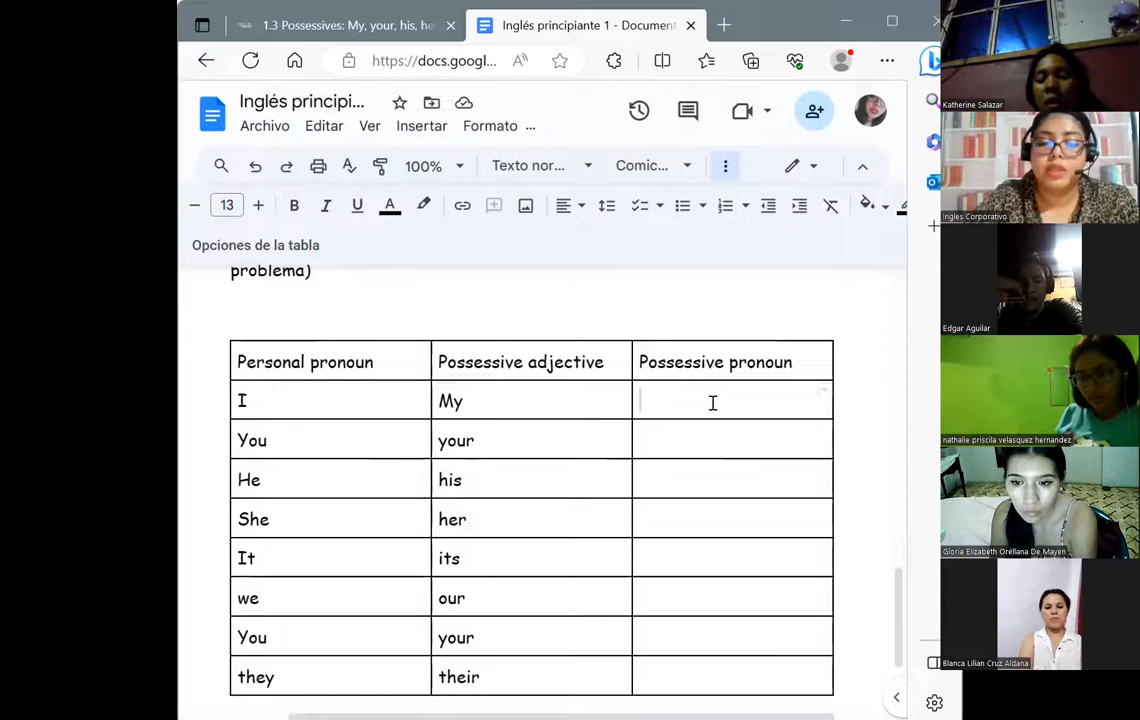 1.3 Possessives: My, your, his, he
Inglés principiante 1 - Document
https://docs.googl...
Inglés principi...
Archivo Editar Ver Insertar Formato ...
100% Texto nor... Comic...
13 B I U A
Opciones de la tabla
problema)
Personal pronoun Possessive adjective Possessive pronoun
I My
You your
He his
She her
It its
we our
You your
they their
Katherine Salazar
Ingles Corporativo
Edgar Aguilar
nathalie priscila velasquez hernandez
Gloria Elizabeth Orellana De Mayen
Blanca Lilian Cruz Aldana